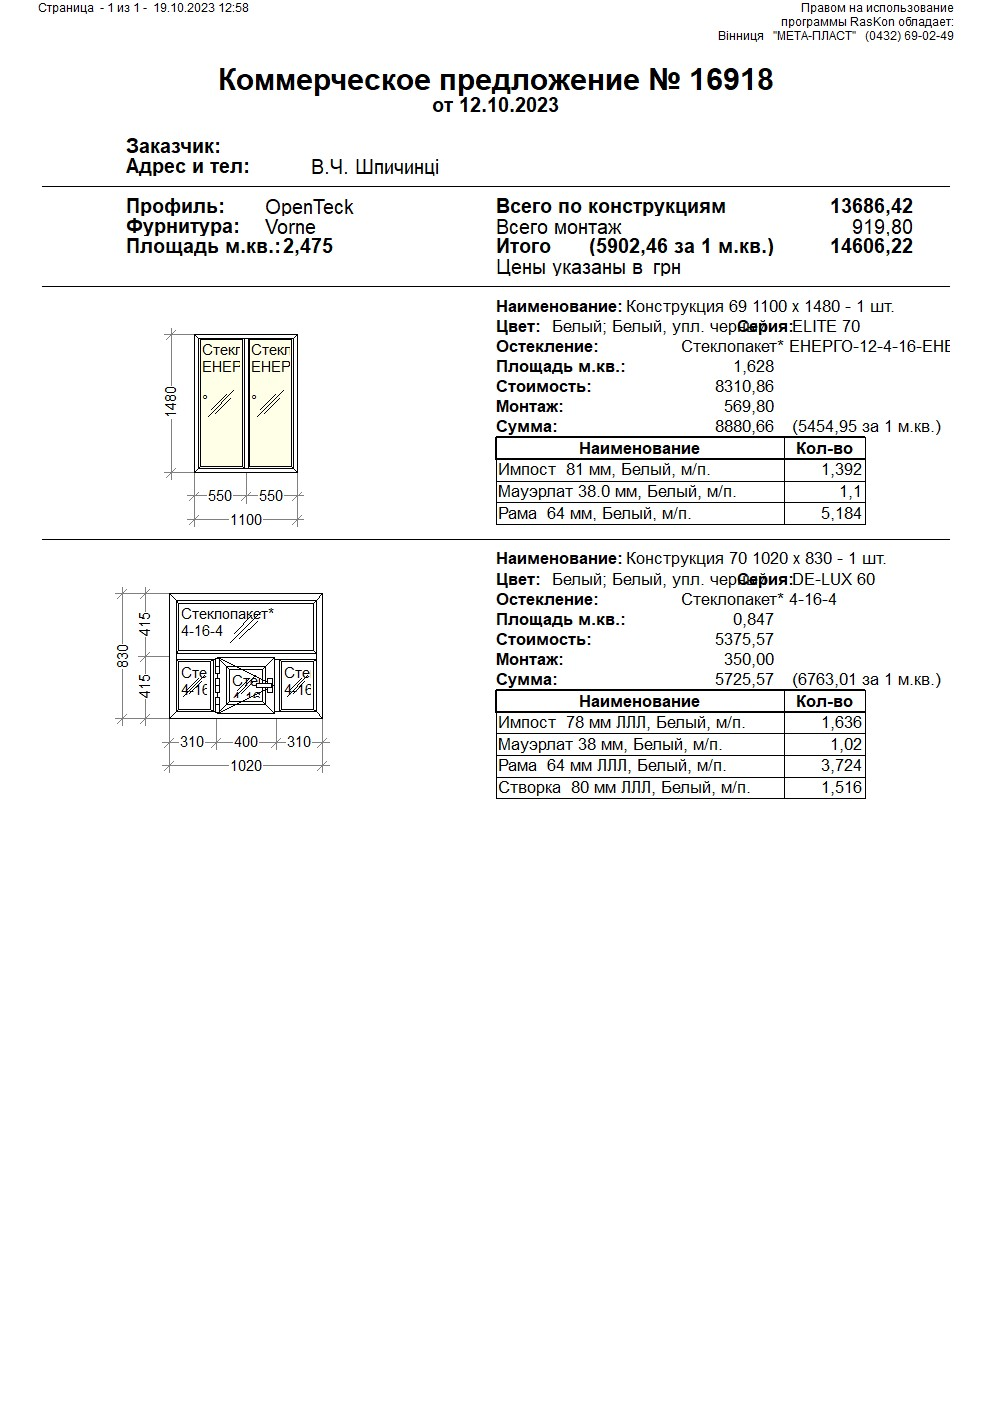 Страница - 1 из 1 - 19.10.2023 12:58
Правом на использование
программы RasKon обладает:
Вінниця "МЕТА-ПЛАСТ" (0432) 69-02-49
Коммерческое предложение № 16918
от 12.10.2023
Заказчик:
Адрес и тел: В.Ч. Шпичинці
Профиль: OpenTeck
Фурнитура: Vorne
Площадь м.кв.: 2,475
Всего по конструкциям 13686,42
Всего монтаж 919,80
Итого (5902,46 за 1 м.кв.) 14606,22
Цены указаны в грн
Стекл Стекл
ЕНЕР ЕНЕР
1480
550 550
1100
Наименование: Конструкция 69 1100 x 1480 - 1 шт.
Цвет: Белый; Белый, упл. черный Серия: ELITE 70
Остекление: Стеклопакет* ЕНЕРГО-12-4-16-ЕНЕ
Площадь м.кв.: 1,628
Стоимость: 8310,86
Монтаж: 569,80
Сумма: 8880,66 (5454,95 за 1 м.кв.)
Наименование Кол-во
Импост 81 мм, Белый, м/п. 1,392
Мауэрлат 38.0 мм, Белый, м/п. 1,1
Рама 64 мм, Белый, м/п. 5,184
Стеклопакет*
4-16-4
415
830
415
Сте Сте Сте
4-16 4-16 4-16
310 400 310
1020
Наименование: Конструкция 70 1020 x 830 - 1 шт.
Цвет: Белый; Белый, упл. черный Серия: DE-LUX 60
Остекление: Стеклопакет* 4-16-4
Площадь м.кв.: 0,847
Стоимость: 5375,57
Монтаж: 350,00
Сумма: 5725,57 (6763,01 за 1 м.кв.)
Наименование Кол-во
Импост 78 мм ЛЛЛ, Белый, м/п. 1,636
Мауэрлат 38 мм, Белый, м/п. 1,02
Рама 64 мм ЛЛЛ, Белый, м/п. 3,724
Створка 80 мм ЛЛЛ, Белый, м/п. 1,516